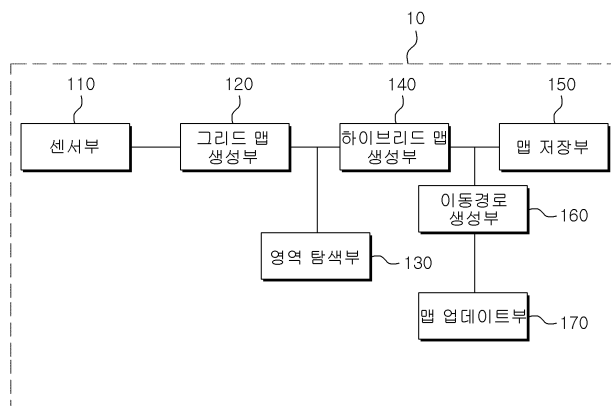 10
110
120
140
150
센서부
그리드 맵
생성부
하이브리드 맵
생성부
맵 저장부
이동경로
생성부
160
영역 탐색부
130
맵 업데이트부
170